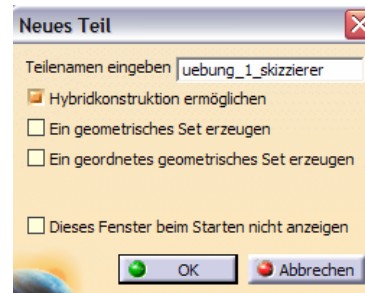 Neues Teil
Teilenamen eingeben uebung_1_skizzierer
Hybridkonstruktion ermöglichen
Ein geometrisches Set erzeugen
Ein geordnetes geometrisches Set erzeugen
Dieses Fenster beim Starten nicht anzeigen
OK Abbrechen